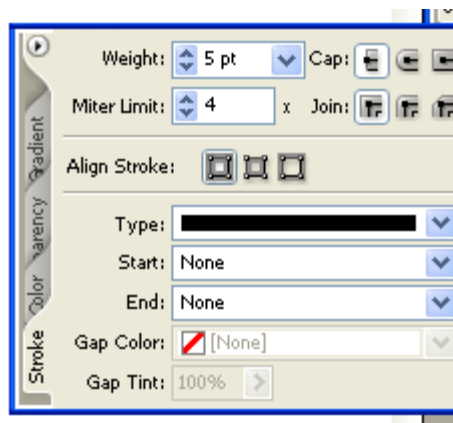 Weight: 5 pt Cap:
Miter Limit: 4 x Join:
Align Stroke:
Type:
Start: None
End: None
Gap Color: [None]
Gap Tint: 100%
Stroke
Color